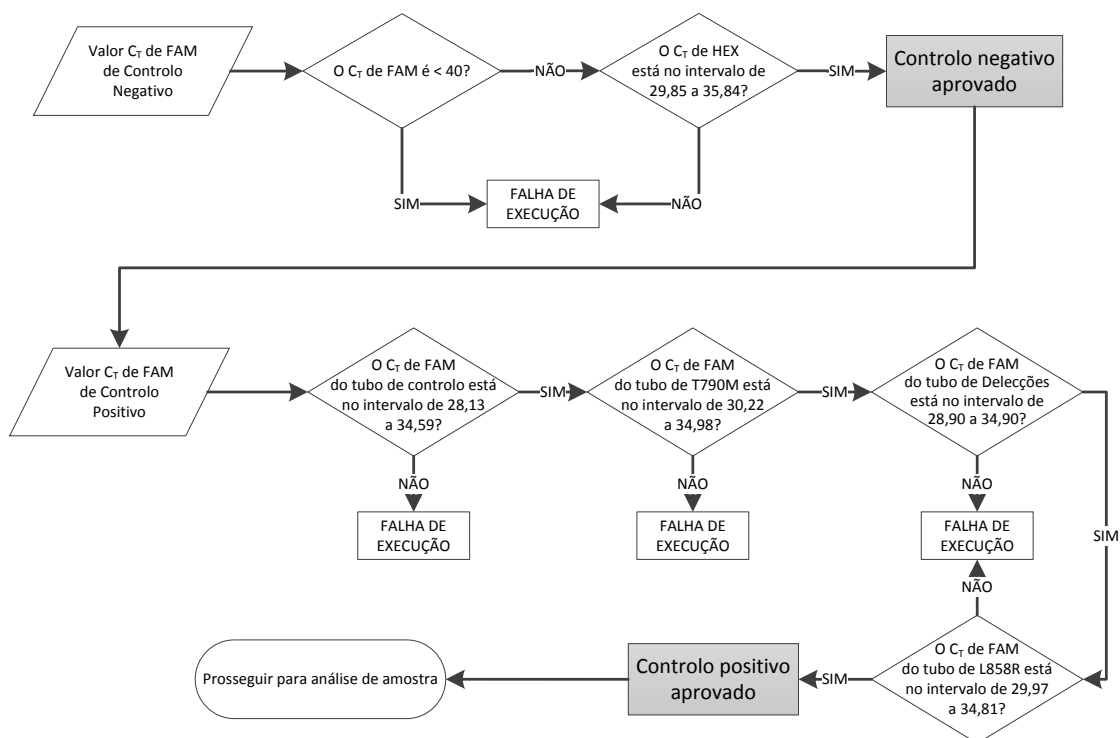 Valor CT de FAM
de Controlo
Negativo
O CT de FAM é < 40?
NÃO
O CT de HEX
está no intervalo de
29,85 a 35,84?
SIM
Controlo negativo
aprovado
SIM
FALHA DE
EXECUÇÃO
NÃO
Valor CT de FAM
de Controlo
Positivo
O CT de FAM
do tubo de controlo está
no intervalo de 28,13
a 34,59?
SIM
O CT de FAM
do tubo de T790M está
no intervalo de 30,22
a 34,98?
SIM
O CT de FAM
do tubo de Delecções
está no intervalo de
28,90 a 34,90?
NÃO
NÃO
NÃO
FALHA DE
EXECUÇÃO
FALHA DE
EXECUÇÃO
FALHA DE
EXECUÇÃO
SIM
NÃO
O CT de FAM
do tubo de L858R está
no intervalo de 29,97
a 34,81?
SIM
Controlo positivo
aprovado
Prosseguir para análise de amostra